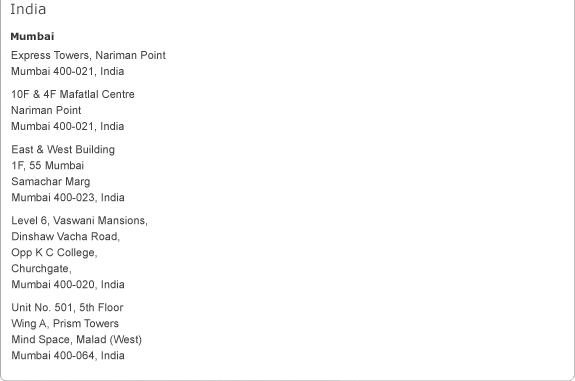 India
Mumbai
Express Towers, Nariman Point
Mumbai 400-021, India
10F & 4F Mafatlal Centre
Nariman Point
Mumbai 400-021, India
East & West Building
1F, 55 Mumbai
Samachar Marg
Mumbai 400-023, India
Level 6, Vaswani Mansions,
Dinshaw Vacha Road,
Opp K C College,
Churchgate,
Mumbai 400-020, India
Unit No. 501, 5th Floor
Wing A, Prism Towers
Mind Space, Malad (West)
Mumbai 400-064, India